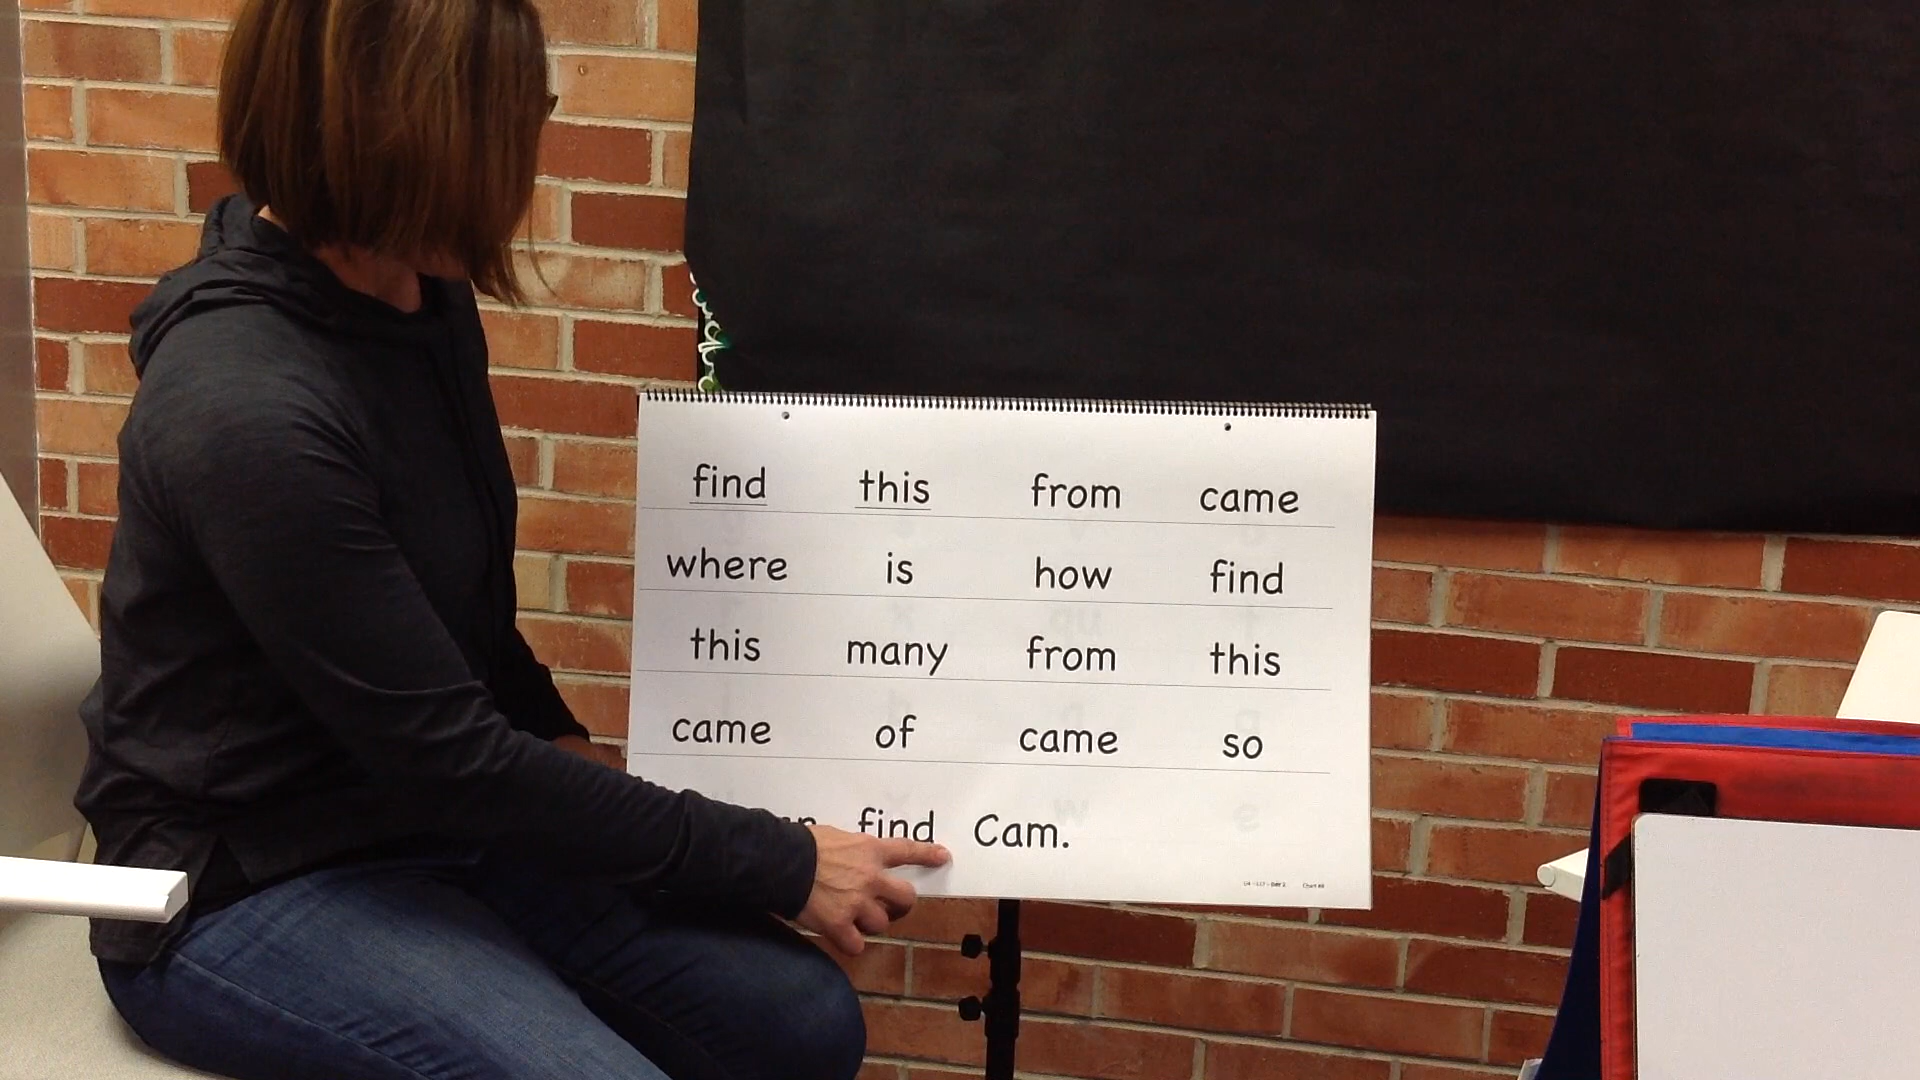 find this from came
where is how find
this many from this
came of came so
find Cam.